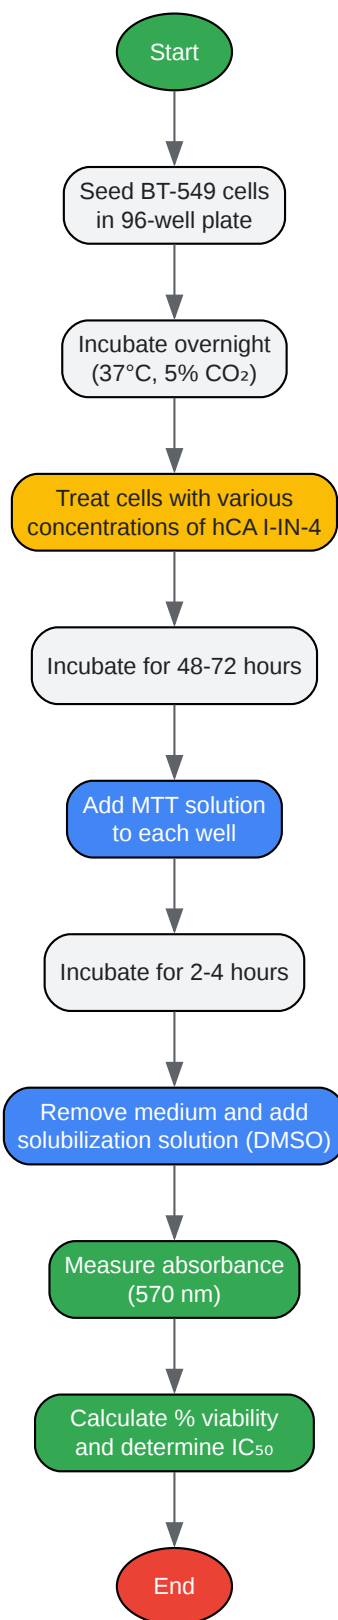 Start
Seed BT-549 cells
in 96-well plate
Incubate overnight
(37°C, 5% CO₂)
Treat cells with various
concentrations of hCA I-IN-4
Incubate for 48-72 hours
Add MTT solution
to each well
Incubate for 2-4 hours
Remove medium and add
solubilization solution (DMSO)
Measure absorbance
(570 nm)
Calculate % viability
and determine IC₅₀
End